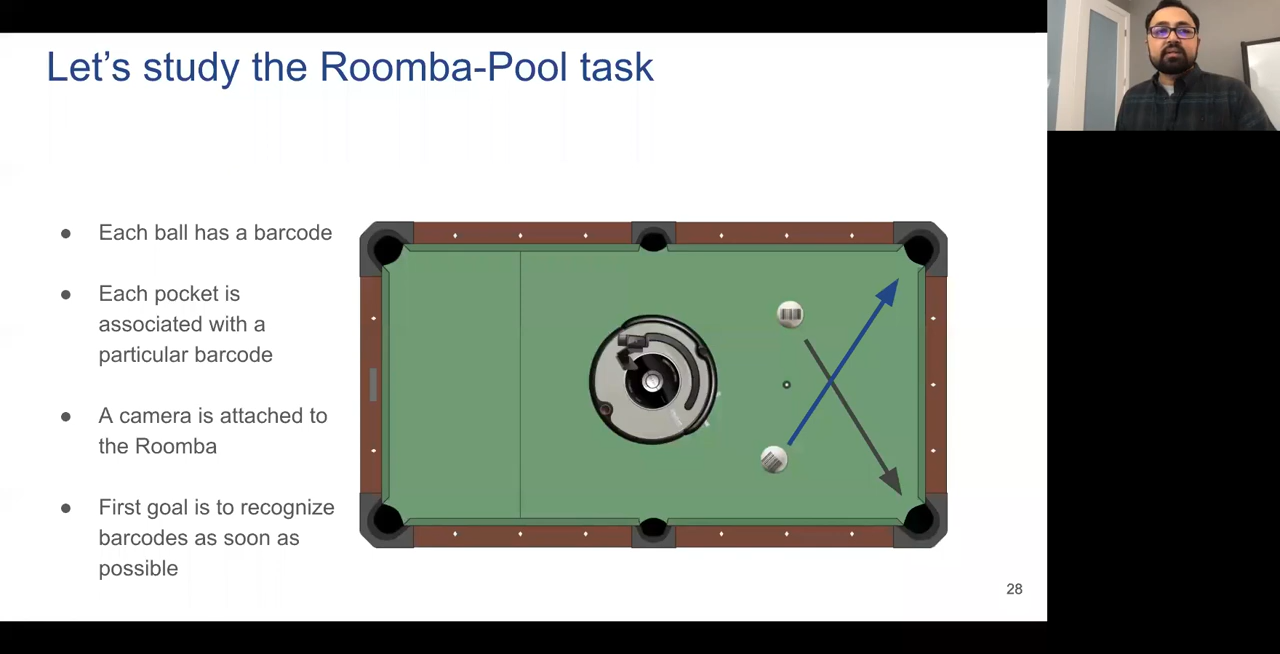 Let's study the Roomba-Pool task
● Each ball has a barcode
● Each pocket is
associated with a
particular barcode
● A camera is attached to
the Roomba
● First goal is to recognize
barcodes as soon as
possible
28